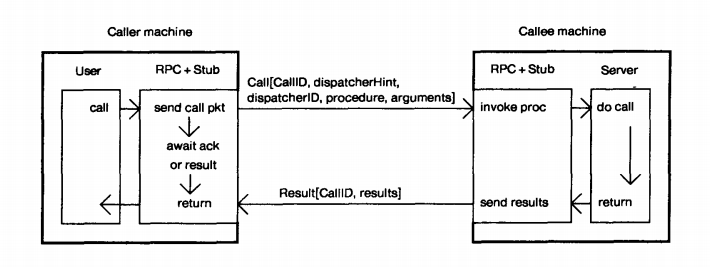 Caller machine
Callee machine
User
RPC + Stub
RPC + Stub
Server
Call[CallID, dispatcherHint,
dispatcherID, procedure, arguments]
call
send call pkt
invoke proc
do call
await ack
or result
Result[CallID, results]
return
send results
return